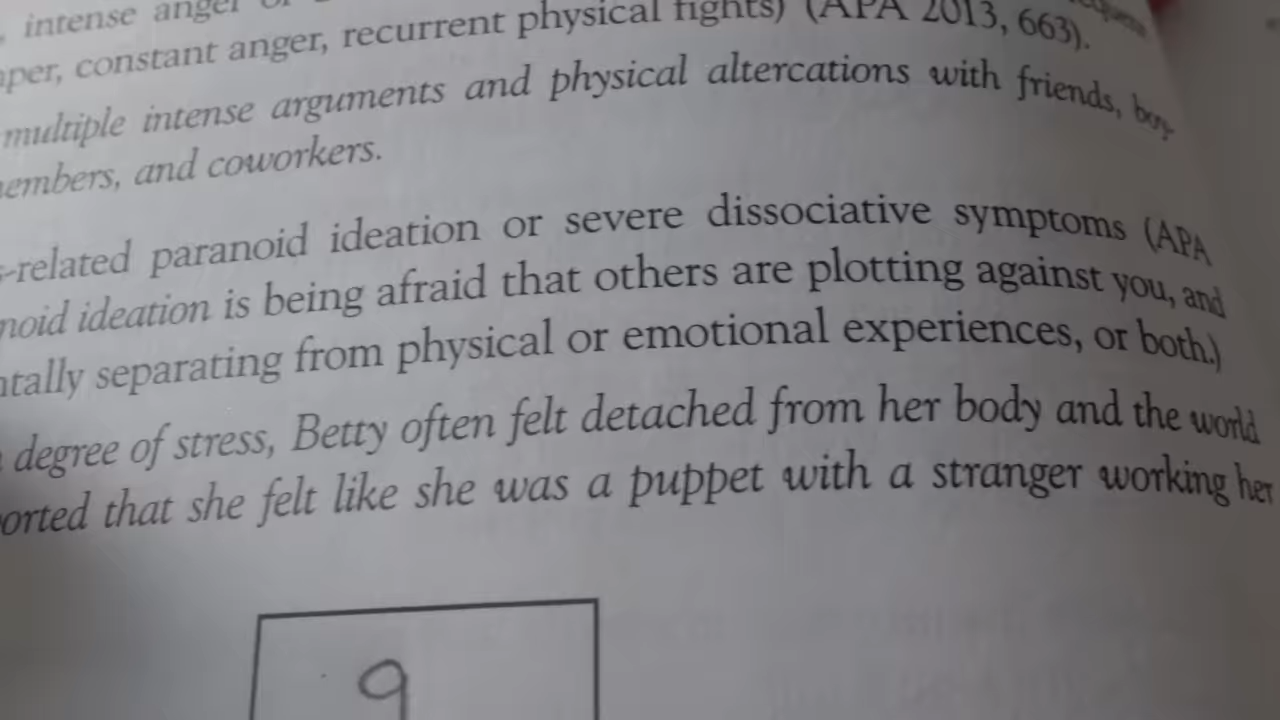 intense anger
constant anger, recurrent physical fights) (APA 2013, 663).
multiple intense arguments and physical altercations with friends, boy-
embers, and coworkers.
-related paranoid ideation or severe dissociative symptoms (APA
noid ideation is being afraid that others are plotting against you, and
tally separating from physical or emotional experiences, or both.)
degree of stress, Betty often felt detached from her body and the world
orted that she felt like she was a puppet with a stranger working her
9